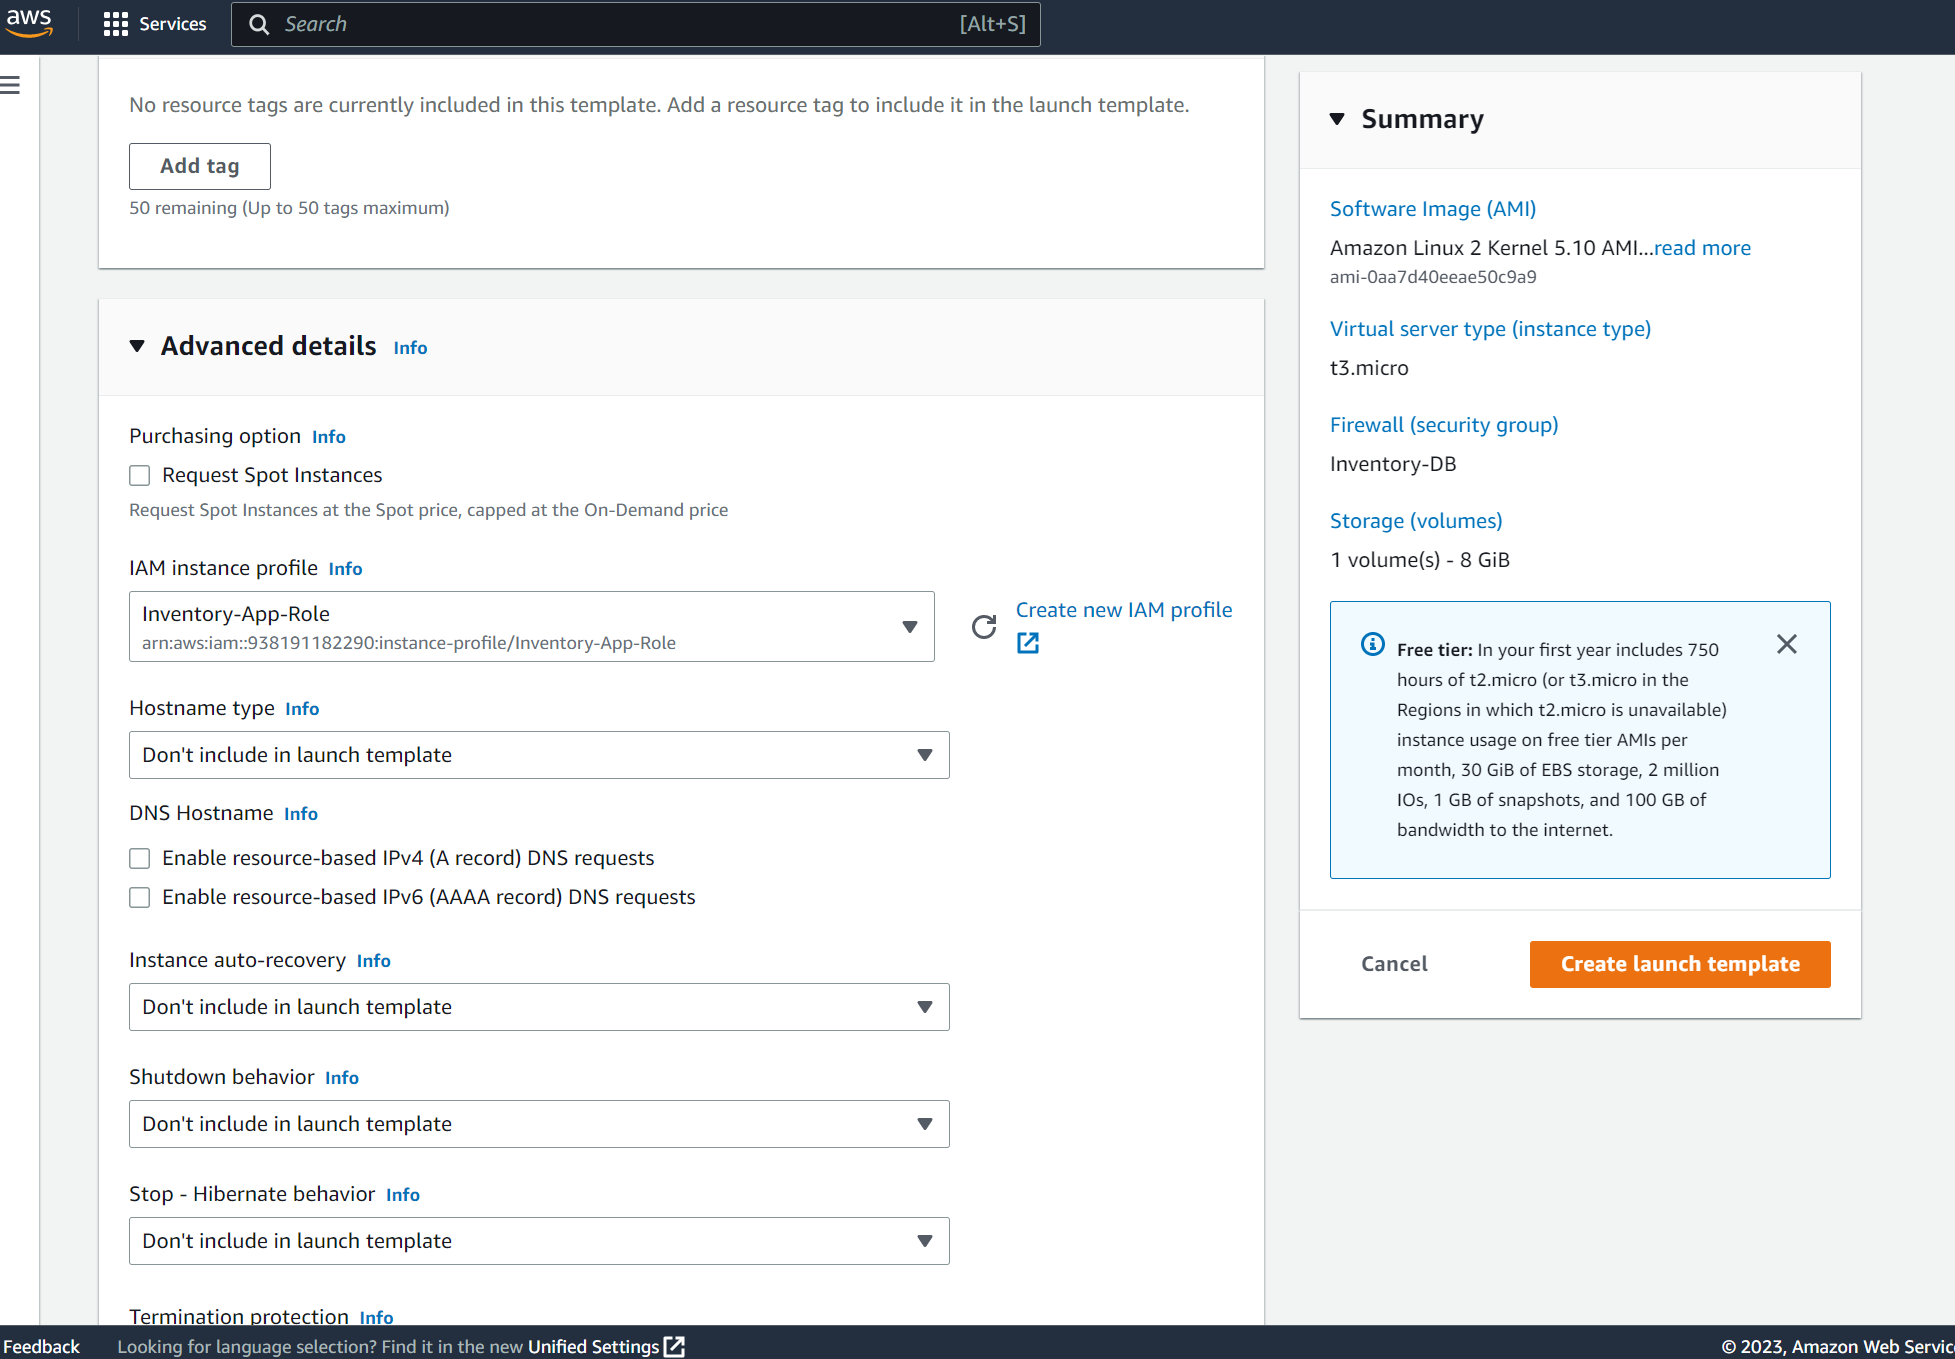 aws
Services
Search
[Alt+S]
No resource tags are currently included in this template. Add a resource tag to include it in the launch template.
Add tag
50 remaining (Up to 50 tags maximum)
Advanced details Info
Purchasing option Info
Request Spot Instances
Request Spot Instances at the Spot price, capped at the On-Demand price
IAM instance profile Info
Inventory-App-Role
arn:aws:iam::938191182290:instance-profile/Inventory-App-Role
Create new IAM profile
Hostname type Info
Don't include in launch template
DNS Hostname Info
Enable resource-based IPv4 (A record) DNS requests
Enable resource-based IPv6 (AAAA record) DNS requests
Instance auto-recovery Info
Don't include in launch template
Shutdown behavior Info
Don't include in launch template
Stop - Hibernate behavior Info
Don't include in launch template
Termination protection Info
Summary
Software Image (AMI)
Amazon Linux 2 Kernel 5.10 AMI...read more
ami-0aa7d40eeae50c9a9
Virtual server type (instance type)
t3.micro
Firewall (security group)
Inventory-DB
Storage (volumes)
1 volume(s) - 8 GiB
Free tier: In your first year includes 750
hours of t2.micro (or t3.micro in the
Regions in which t2.micro is unavailable)
instance usage on free tier AMIs per
month, 30 GiB of EBS storage, 2 million
IOs, 1 GB of snapshots, and 100 GB of
bandwidth to the internet.
Cancel
Create launch template
Feedback
Looking for language selection? Find it in the new Unified Settings
© 2023, Amazon Web Servic